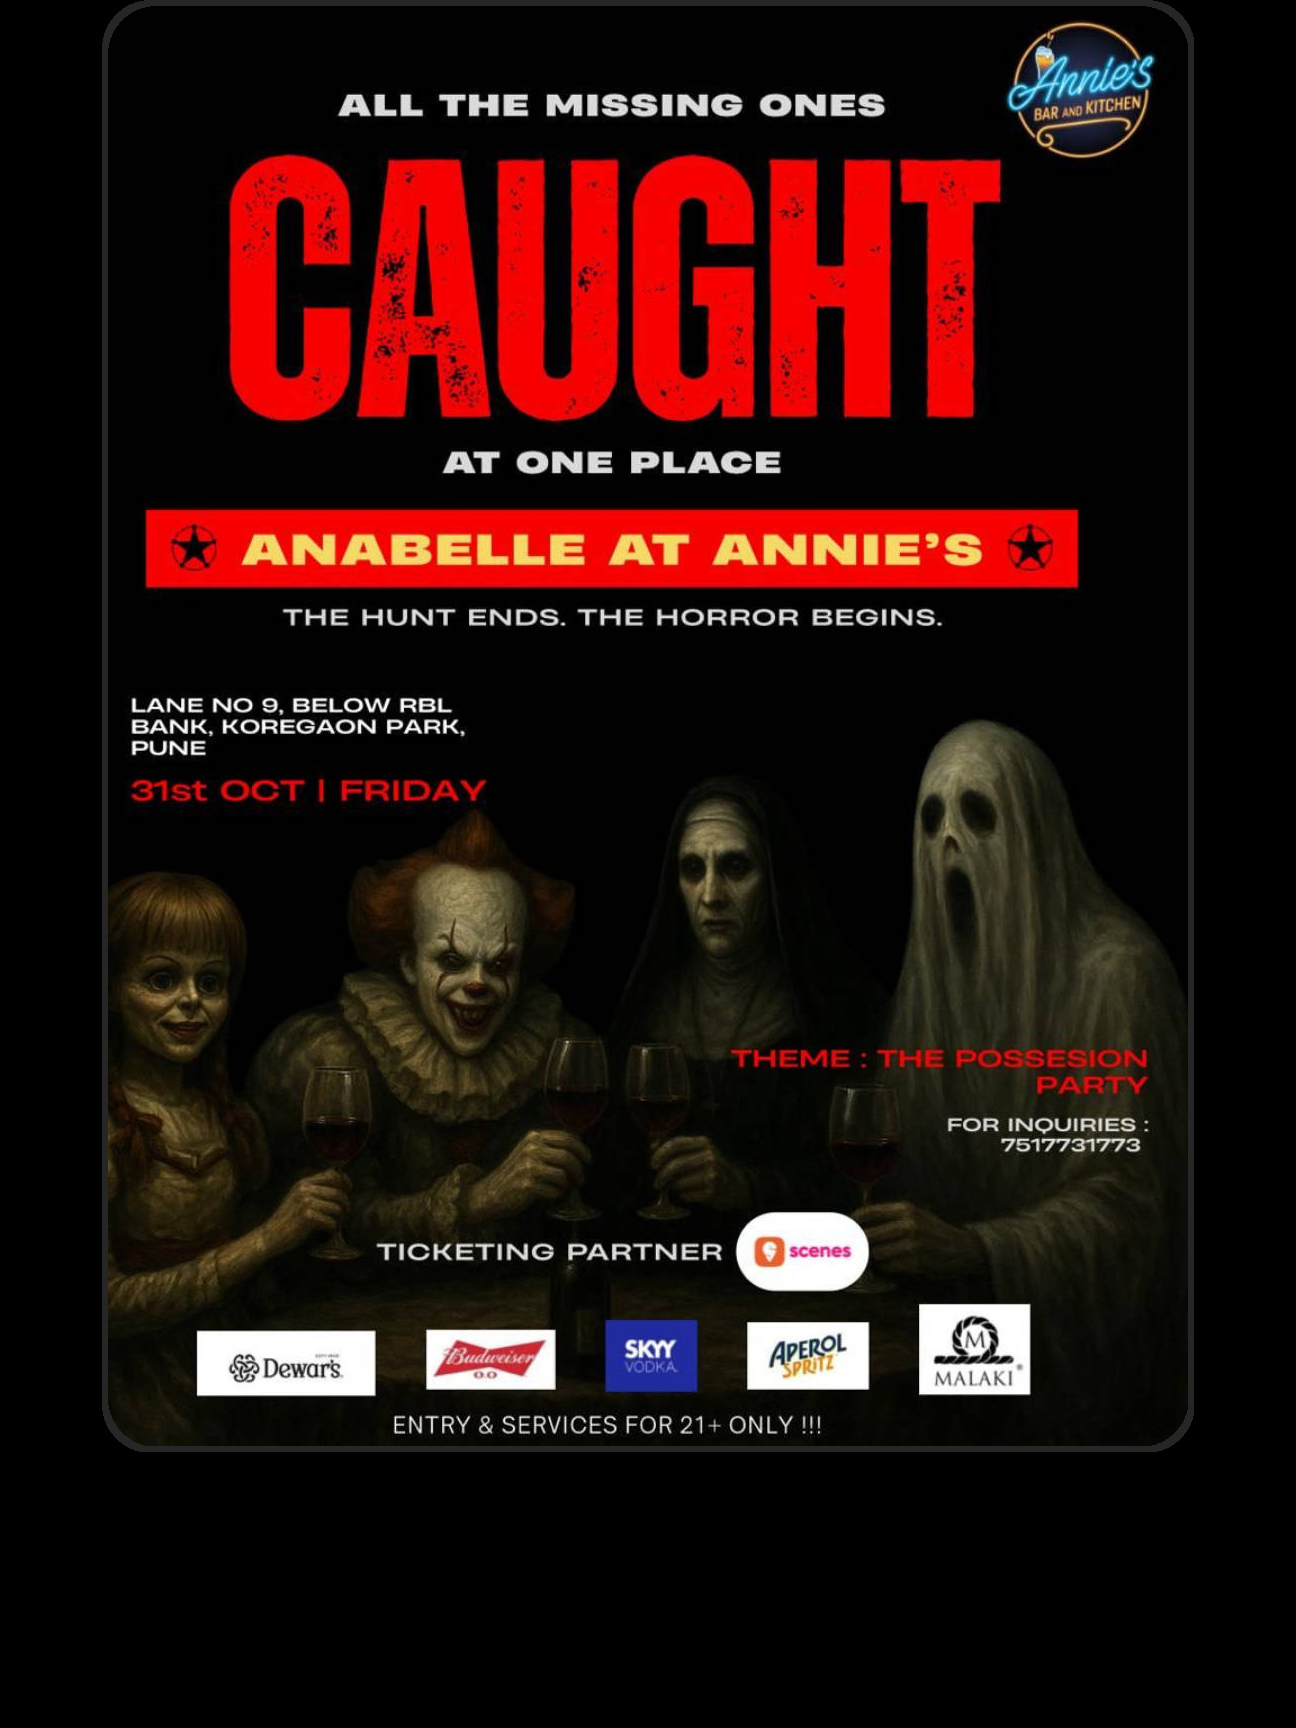 Annie's
BAR AND KITCHEN
ALL THE MISSING ONES
CAUGHT
AT ONE PLACE
ANABELLE AT ANNIE'S
THE HUNT ENDS. THE HORROR BEGINS.
LANE NO 9, BELOW RBL
BANK, KOREGAON PARK,
PUNE
31st OCT | FRIDAY
THEME : THE POSSESION
PARTY
FOR INQUIRIES :
7517731773
TICKETING PARTNER
scenes
Dewar's
Budweiser
0.0
SKYY
VODKA
APEROL
SPRITZ
M
MALAKI
ENTRY & SERVICES FOR 21+ ONLY !!!